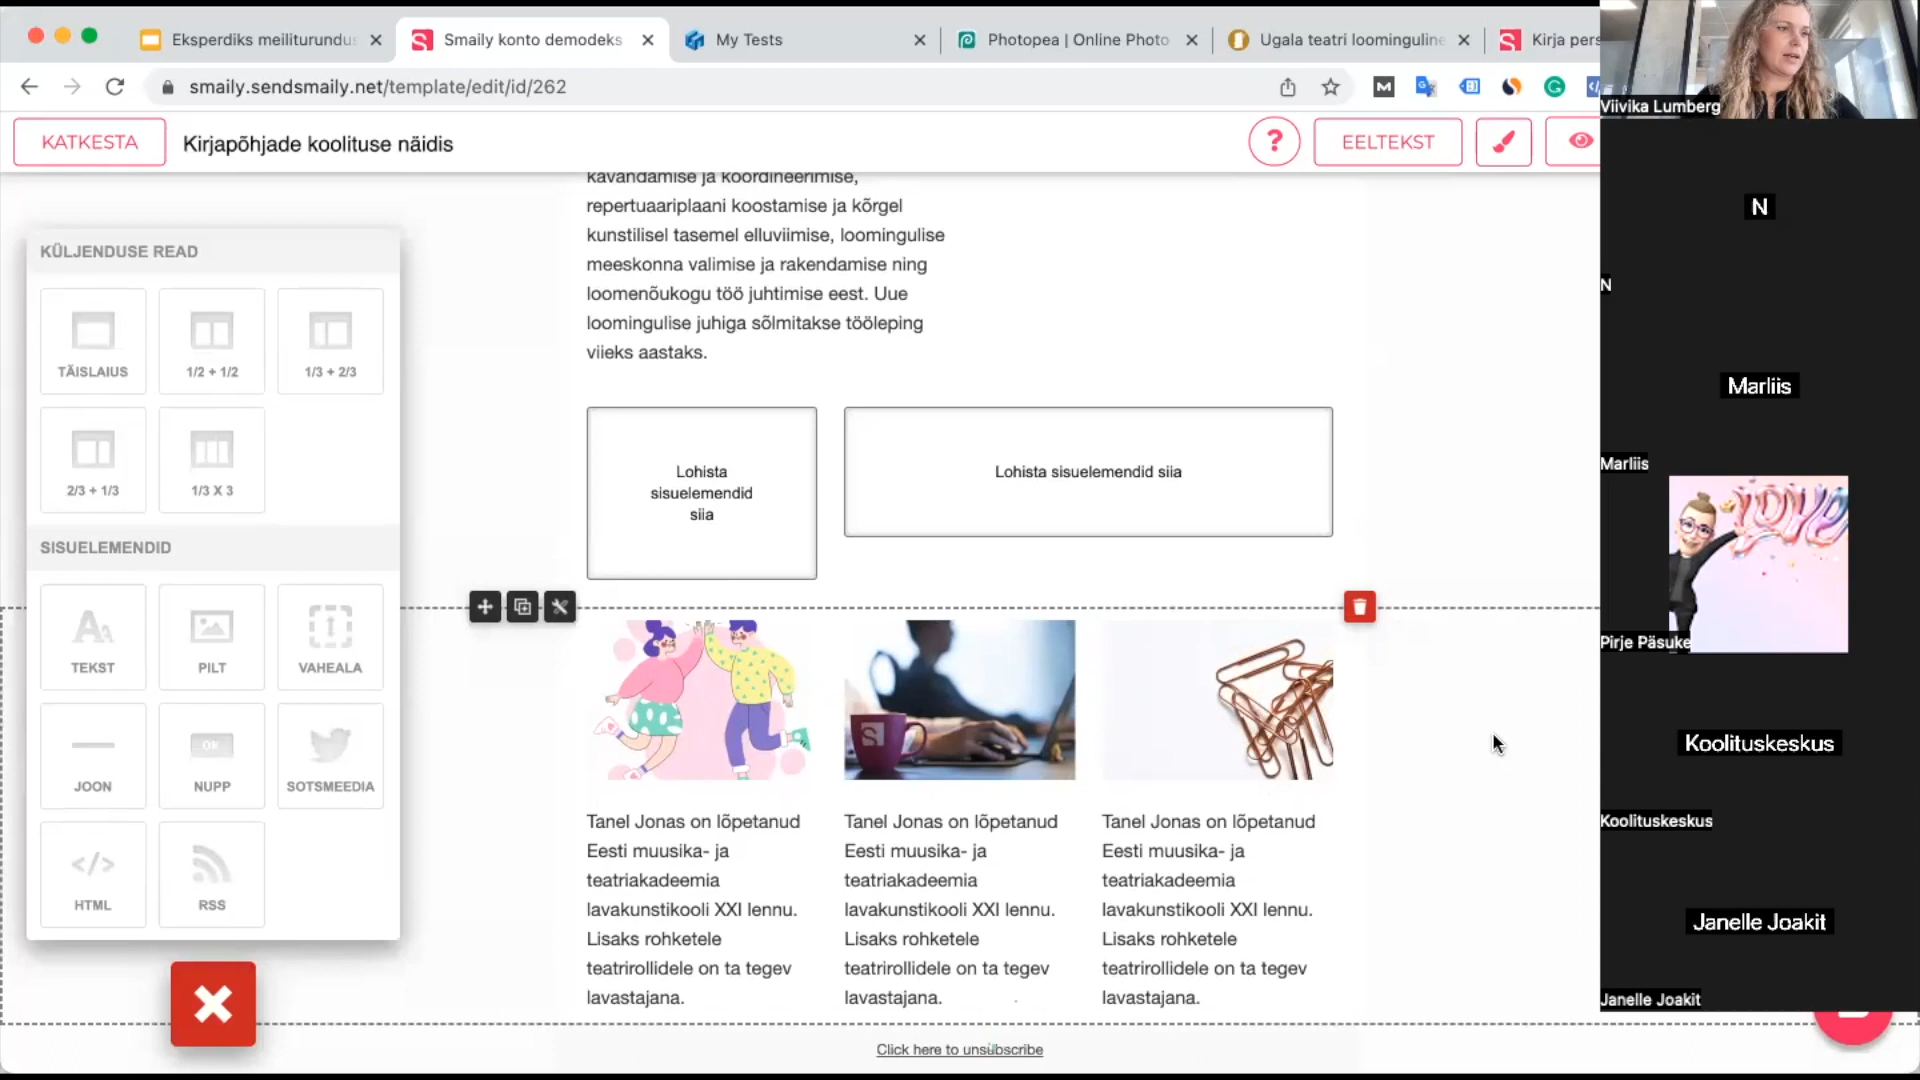 Eksperdiks meiliturundus
Smaily konto demodeks
My Tests
Photopea | Online Photo
Ugala teatri loominguline
Kirja pers
smaily.sendsmaily.net/template/edit/id/262
KATKESTA
Kirjapõhjade koolituse näidis
?
EELTEKST
KÜLJENDUSE READ
TÄISLAIUS
1/2 + 1/2
1/3 + 2/3
2/3 + 1/3
1/3 X 3
SISUELEMENDID
TEKST
PILT
VAHEALA
JOON
OK
NUPP
SOTSMEEDIA
HTML
RSS
kavandamise ja koordineerimise,
repertuaariplaani koostamise ja kõrgel
kunstilisel tasemel elluviimise, loomingulise
meeskonna valimise ja rakendamise ning
loomenõukogu töö juhtimise eest. Uue
loomingulise juhiga sõlmitakse tööleping
viieks aastaks.
Lohista
sisuelemendid
siia
Lohista sisuelemendid siia
Tanel Jonas on lõpetanud
Eesti muusika- ja
teatriakadeemia
lavakunstikooli XXI lennu.
Lisaks rohketele
teatrirollidele on ta tegev
lavastajana.
Tanel Jonas on lõpetanud
Eesti muusika- ja
teatriakadeemia
lavakunstikooli XXI lennu.
Lisaks rohketele
teatrirollidele on ta tegev
lavastajana.
Tanel Jonas on lõpetanud
Eesti muusika- ja
teatriakadeemia
lavakunstikooli XXI lennu.
Lisaks rohketele
teatrirollidele on ta tegev
lavastajana.
Click here to unsubscribe
Viivika Lumberg
N
N
Marliis
Marliis
Pirje Päsuke
Koolituskeskus
Koolituskeskus
Janelle Joakit
Janelle Joakit